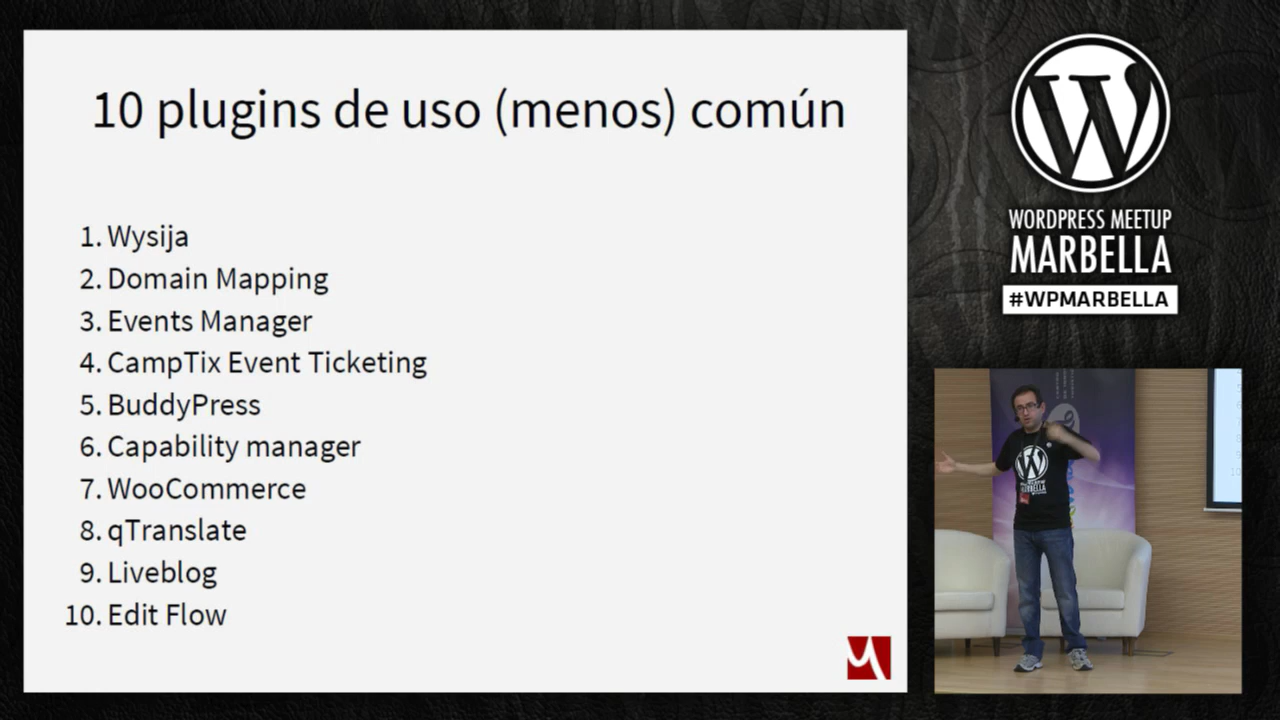 10 plugins de uso (menos) común
1. Wysija
2. Domain Mapping
3. Events Manager
4. CampTix Event Ticketing
5. BuddyPress
6. Capability manager
7. WooCommerce
8. qTranslate
9. Liveblog
10. Edit Flow
WORDPRESS MEETUP
MARBELLA
#WPMARBELLA